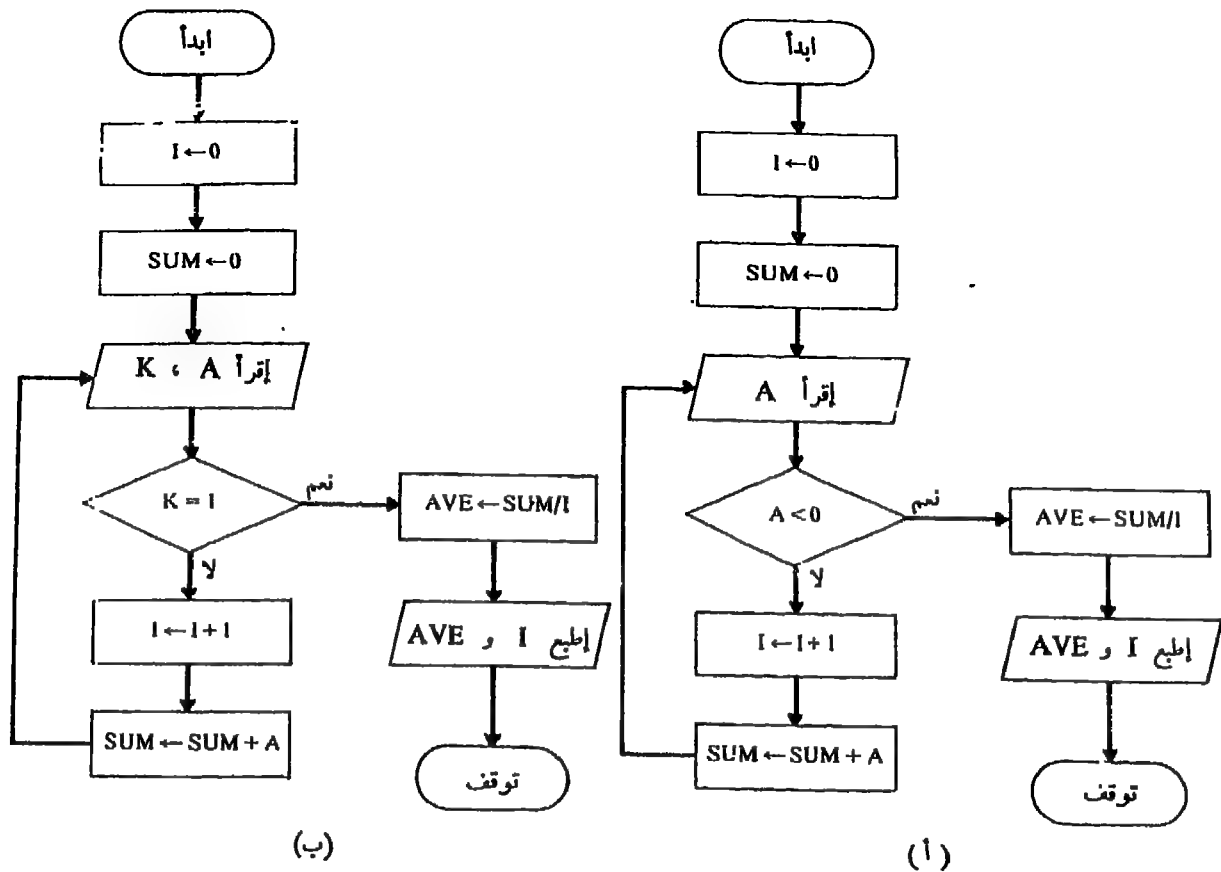 ابدأ
I←0
SUM←0
إقرأ A
A<0
نعم
لا
AVE←SUM/I
I←I+1
إطبع I و AVE
SUM←SUM+A
توقف
(أ)
ابدأ
I←0
SUM←0
إقرأ K ، A
K=1
نعم
لا
AVE←SUM/I
I←I+1
إطبع I و AVE
SUM←SUM+A
توقف
(ب)